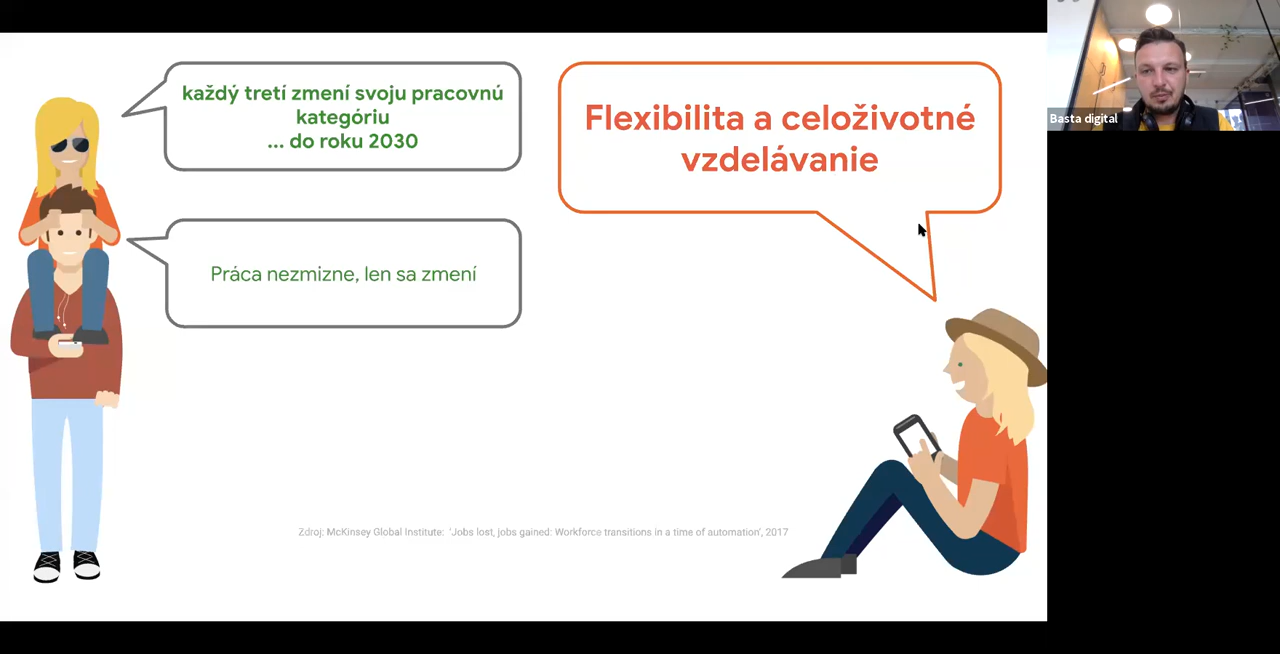 každý tretí zmení svoju pracovnú
kategóriu
... do roku 2030
Flexibilita a celoživotné
vzdelávanie
Práca nezmizne, len sa zmení
Zdroj: McKinsey Global Institute: 'Jobs lost, jobs gained: Workforce transitions in a time of automation', 2017
Basta digital